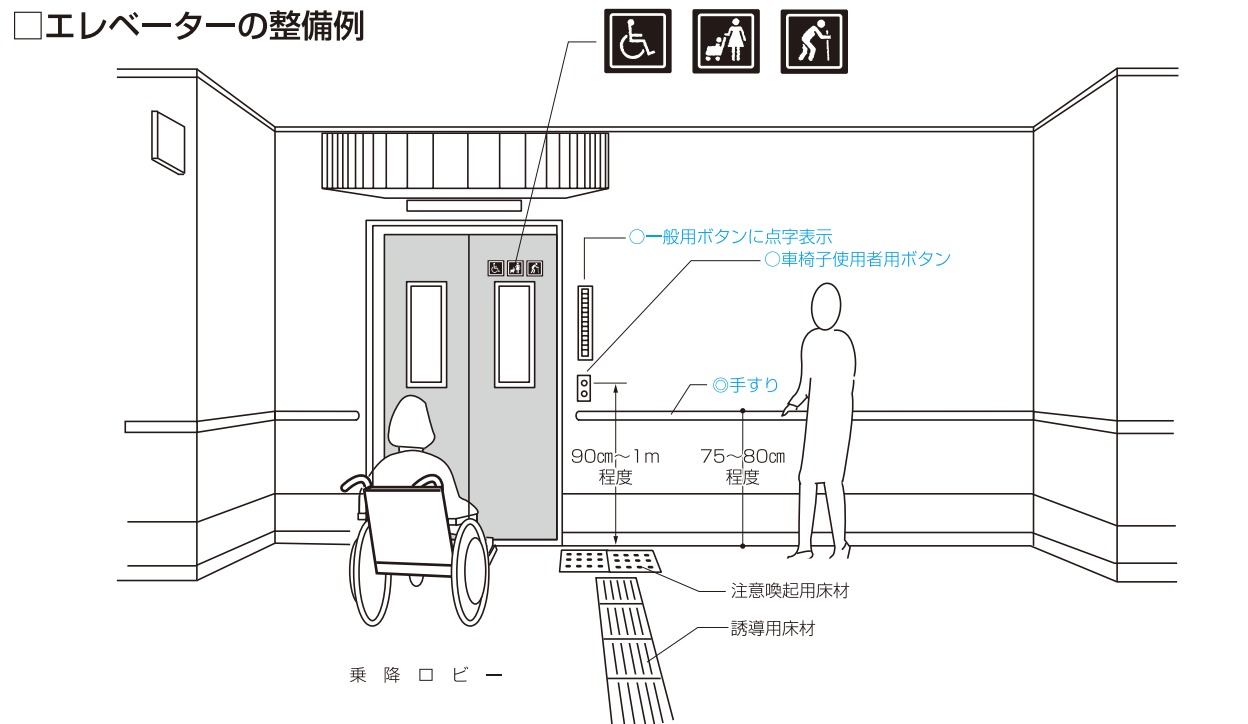 □エレベーターの整備例
○一般用ボタンに点字表示
○車椅子使用者用ボタン
◎手すり
90㎝～1m
程度
75～80㎝
程度
注意喚起用床材
誘導用床材
乗降ロビー